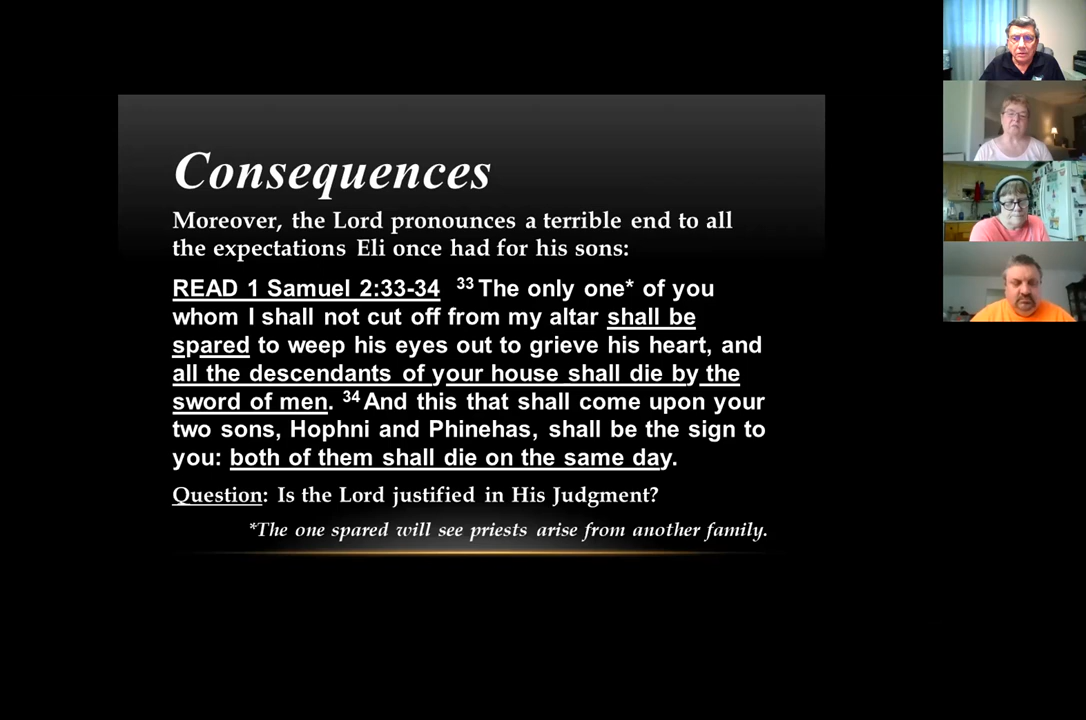 Consequences
Moreover, the Lord pronounces a terrible end to all
the expectations Eli once had for his sons:
READ 1 Samuel 2:33-34 33 The only one* of you
whom I shall not cut off from my altar shall be
spared to weep his eyes out to grieve his heart, and
all the descendants of your house shall die by the
sword of men. 34 And this that shall come upon your
two sons, Hophni and Phinehas, shall be the sign to
you: both of them shall die on the same day.
Question: Is the Lord justified in His Judgment?
*The one spared will see priests arise from another family.